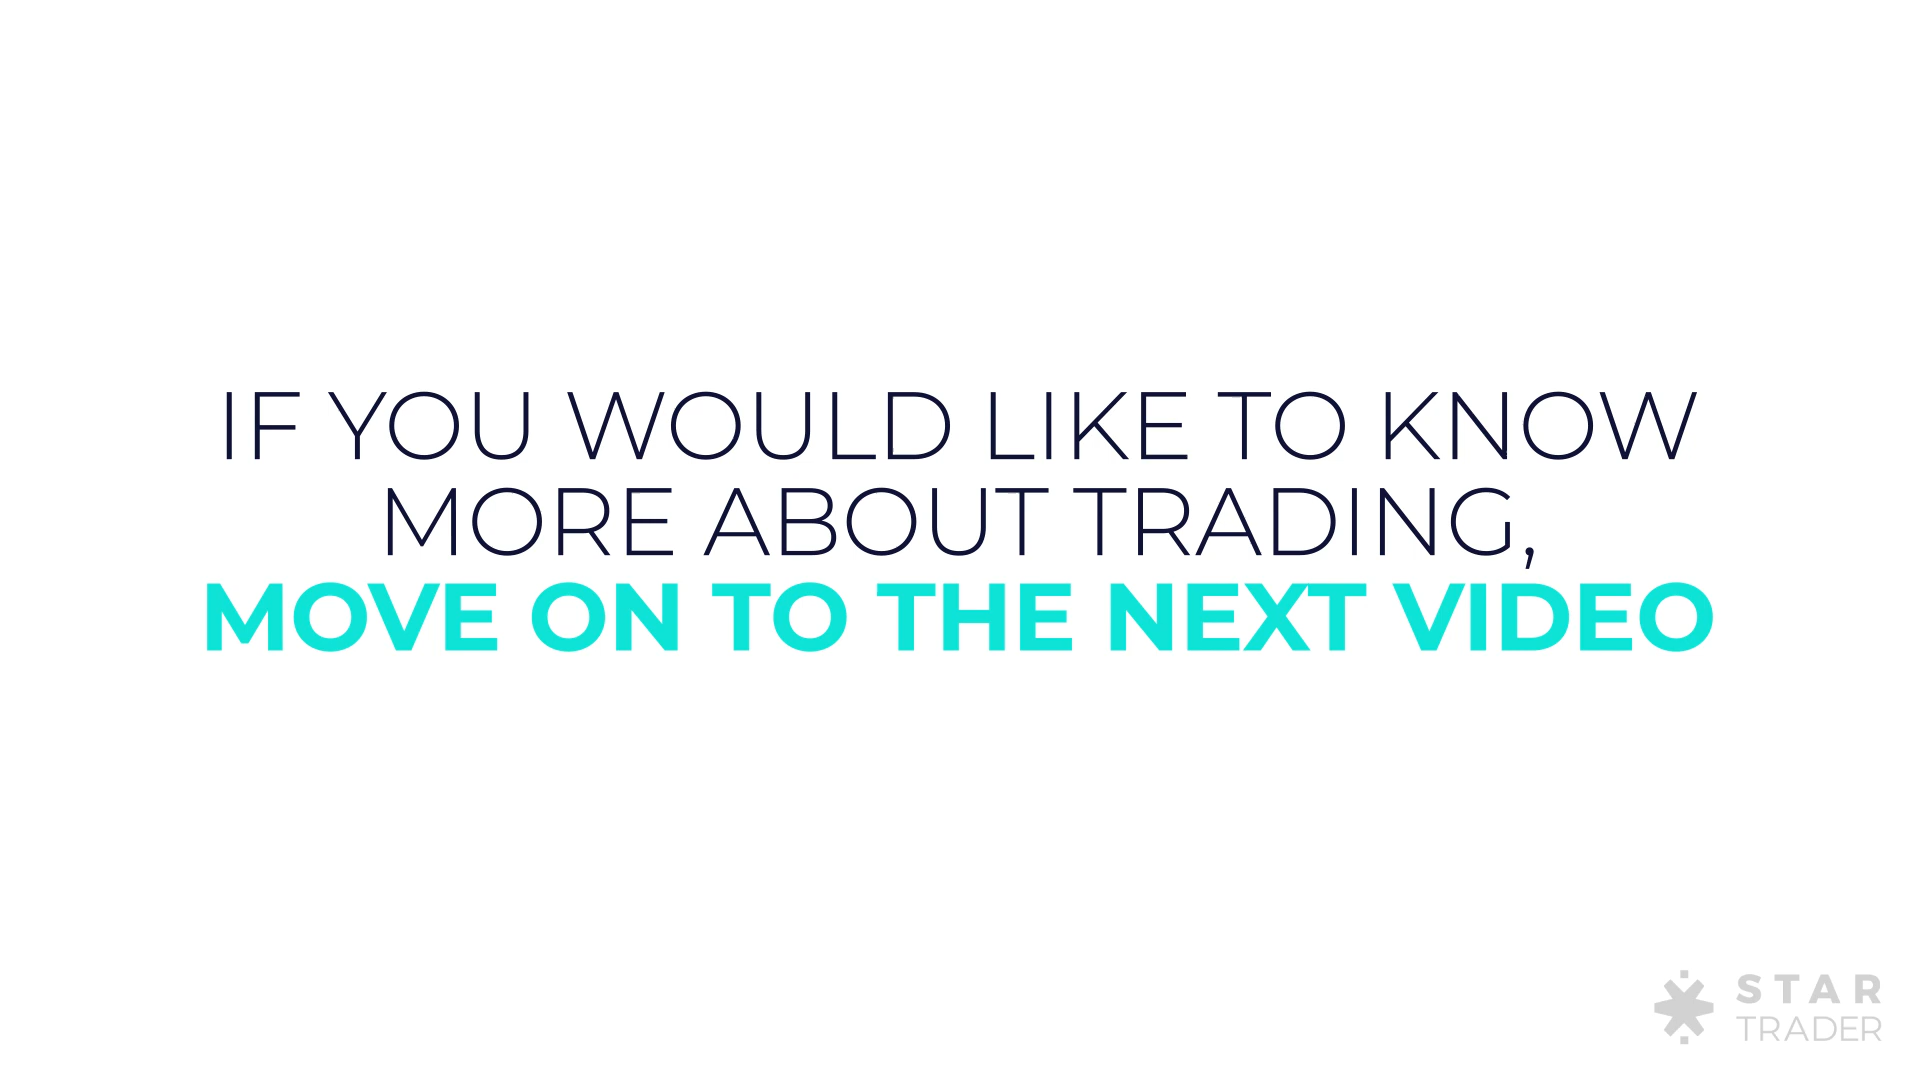 IF YOU WOULD LIKE TO KNOW
MORE ABOUT TRADING,
MOVE ON TO THE NEXT VIDEO
STAR
TRADER